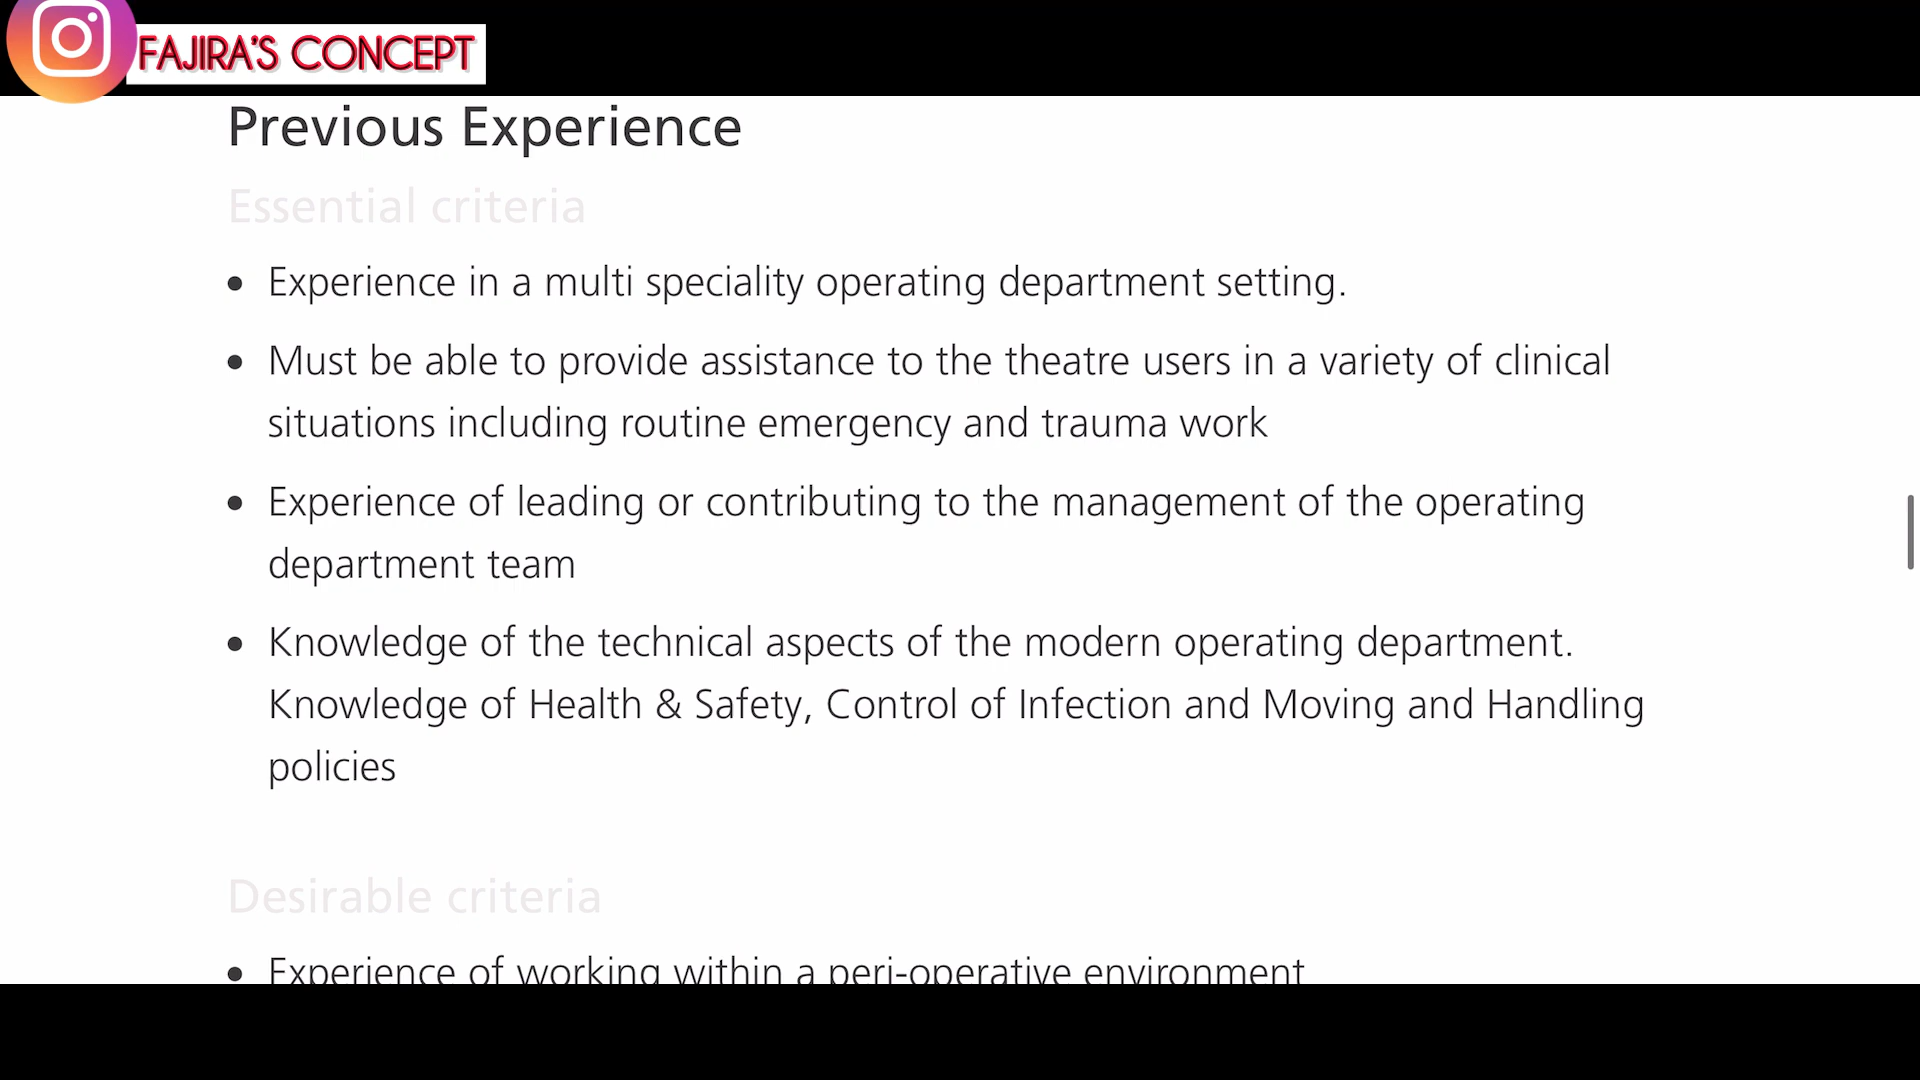 FAJIRA'S CONCEPT
Previous Experience
Essential criteria
• Experience in a multi speciality operating department setting.
• Must be able to provide assistance to the theatre users in a variety of clinical
situations including routine emergency and trauma work
• Experience of leading or contributing to the management of the operating
department team
• Knowledge of the technical aspects of the modern operating department.
Knowledge of Health & Safety, Control of Infection and Moving and Handling
policies
Desirable criteria
• Experience of working within a peri-operative environment